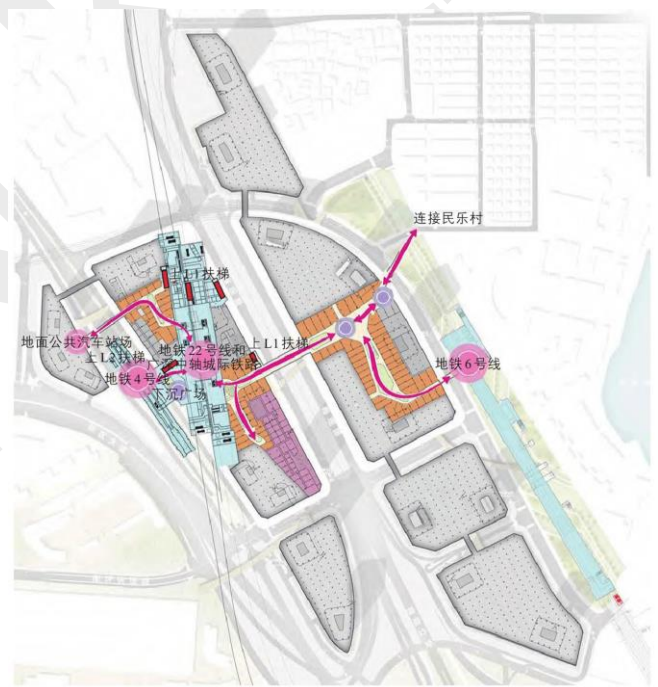 连接民乐村
上L1扶梯
地面公共汽车站场
上L1扶梯
上L2扶梯
地铁22号线和
中轴城际铁路
地铁4号线
地铁6号线
下沉广场